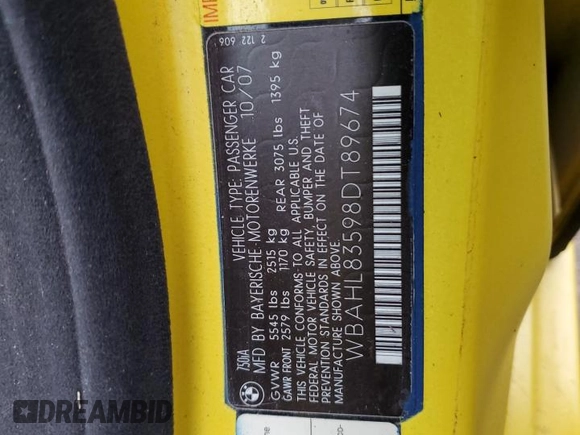 2 122 606
750iA
VEHICLE TYPE: PASSENGER CAR
MFD BY BAYERISCHE-MOTORENWERKE 10/07
GVWR 5545 lbs 2515 kg
GAWR FRONT 2579 lbs 1170 kg REAR 3075 lbs 1395 kg
THIS VEHICLE CONFORMS TO ALL APPLICABLE U.S.
FEDERAL MOTOR VEHICLE SAFETY, BUMPER AND THEFT
PREVENTION STANDARDS IN EFFECT ON THE DATE OF
MANUFACTURE SHOWN ABOVE.
WBAHL83598DT89674
BMW
DREAMBID